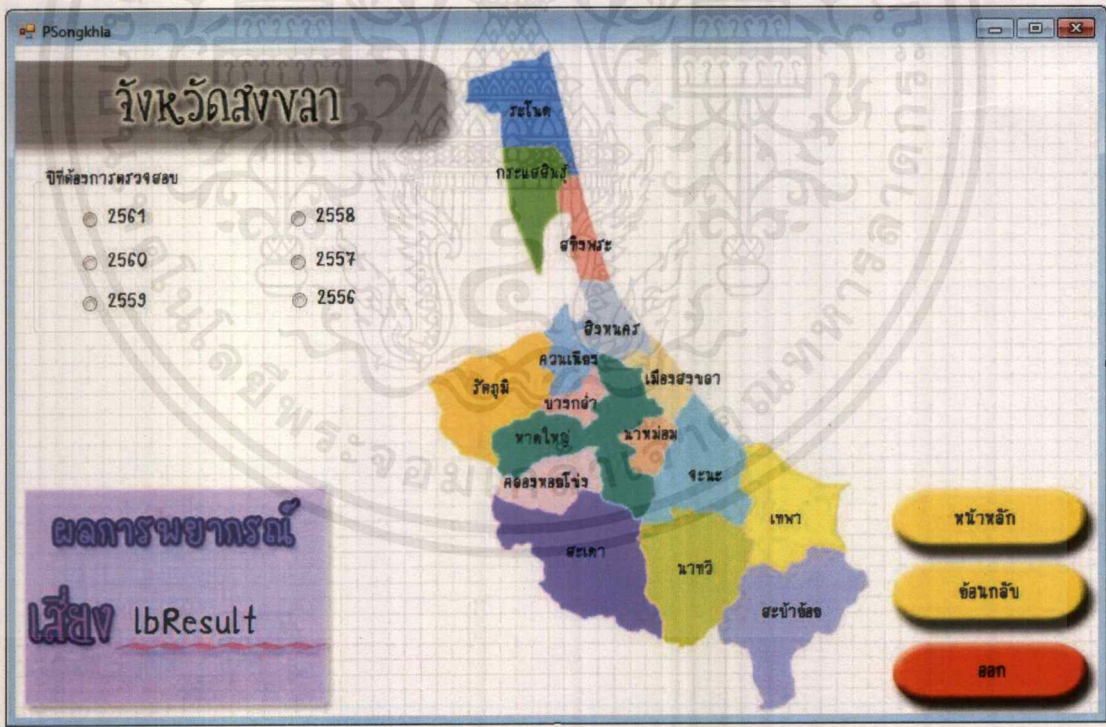 PSongkhla
จังหวัดสงขลา
ปีที่ต้องการตรวจสอบ
2561
2558
2560
2557
2559
2556
ระโนด
กระแสสินธุ์
สทิงพระ
สิงหนคร
ควนเนียง
เมืองสงขลา
รัตภูมิ
บางกล่ำ
หาดใหญ่
นาหม่อม
คลองหอยโข่ง
จะนะ
เทพา
สะเดา
นาทวี
สะบ้าย้อย
ผลการพยากรณ์
เสี่ยง lbResult
หน้าหลัก
ย้อนกลับ
ออก